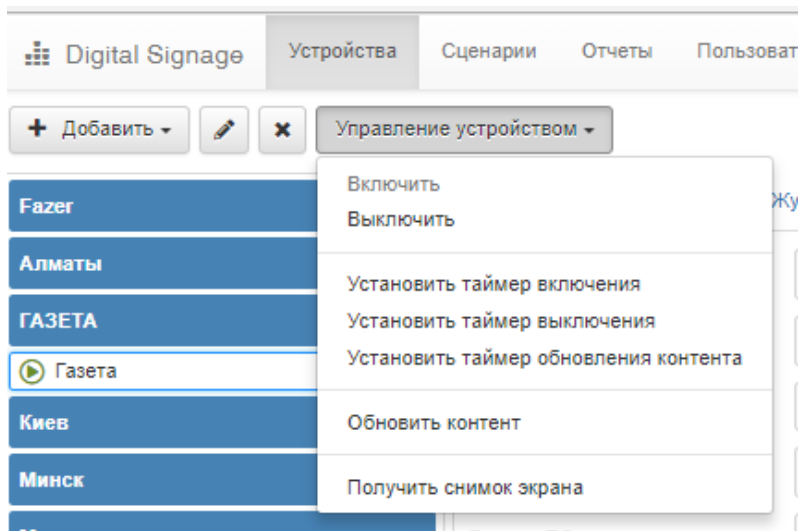 Digital Signage Устройства Сценарии Отчеты Пользоват
Добавить Управление устройством
Включить
Выключить
Fazer
Алматы
ГАЗЕТА
Газета
Киев
Минск
Установить таймер включения
Установить таймер выключения
Установить таймер обновления контента
Обновить контент
Получить снимок экрана
Жу